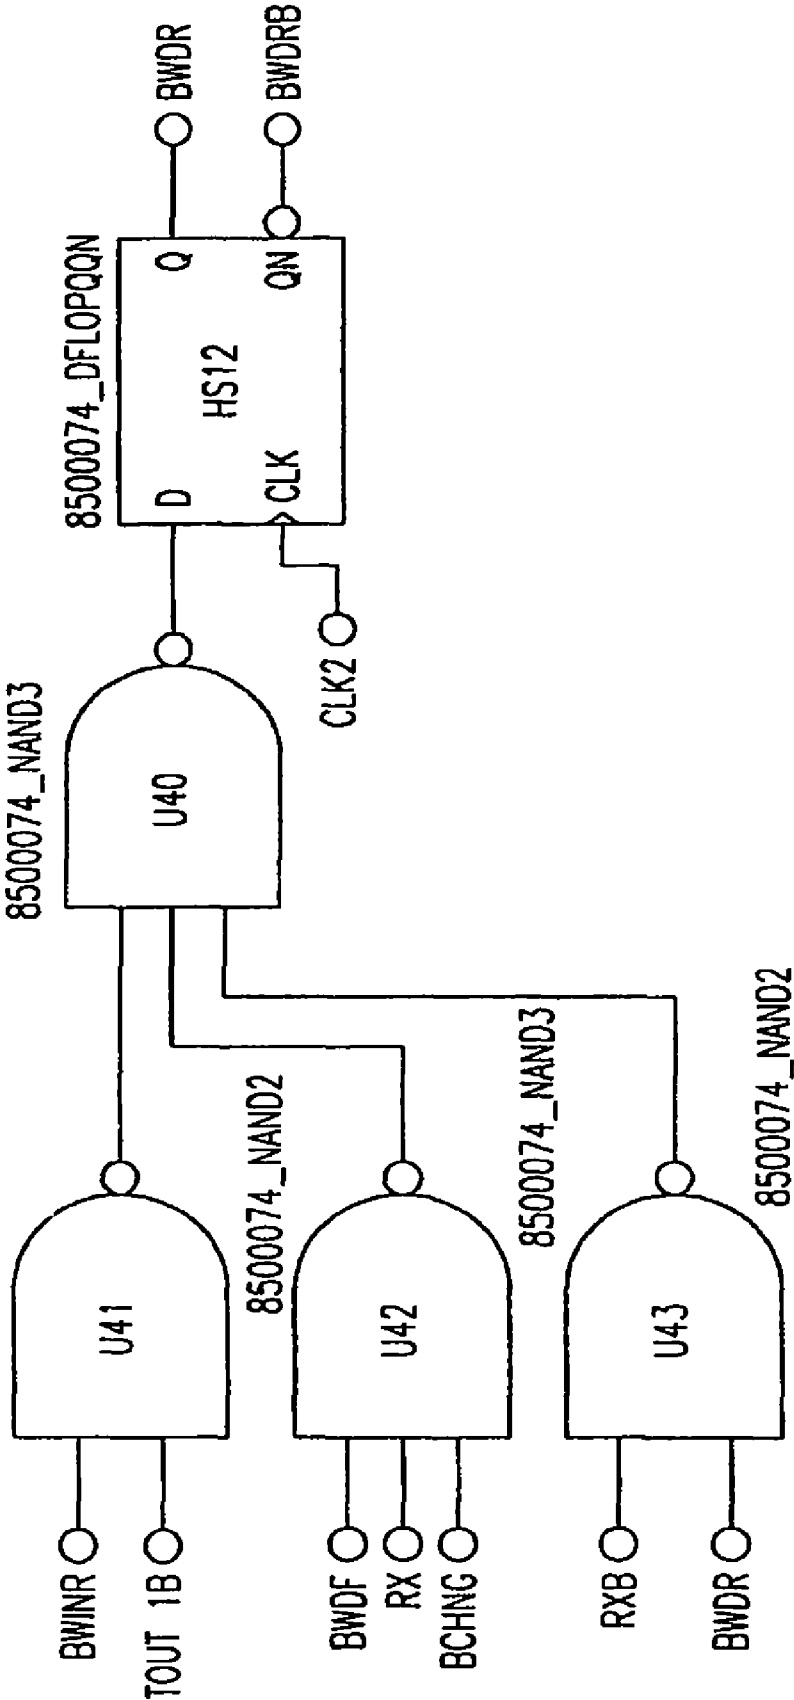 BWINR
TOUT 1B
U41
8500074_NAND2
BWDF
RX
BCHNG
U42
8500074_NAND3
RXB
BWDR
U43
8500074_NAND2
8500074_NAND3
U40
CLK2
8500074_DFLOPQQN
D
CLK
HS12
Q
QN
BWDR
BWDRB